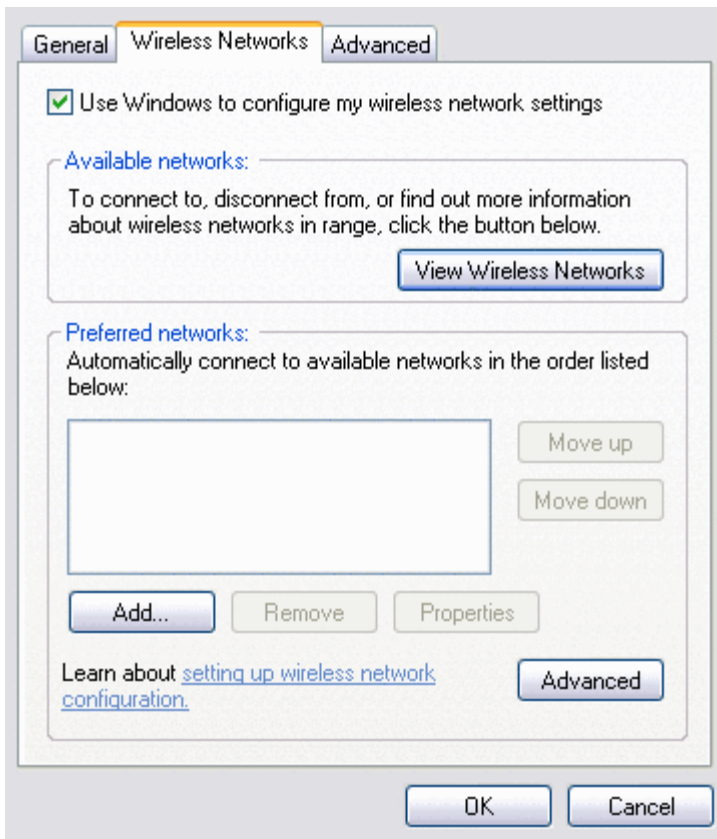 General Wireless Networks Advanced
Use Windows to configure my wireless network settings
Available networks:
To connect to, disconnect from, or find out more information
about wireless networks in range, click the button below.
View Wireless Networks
Preferred networks:
Automatically connect to available networks in the order listed
below:
Move up
Move down
Add... Remove Properties
Learn about setting up wireless network
configuration.
Advanced
OK Cancel